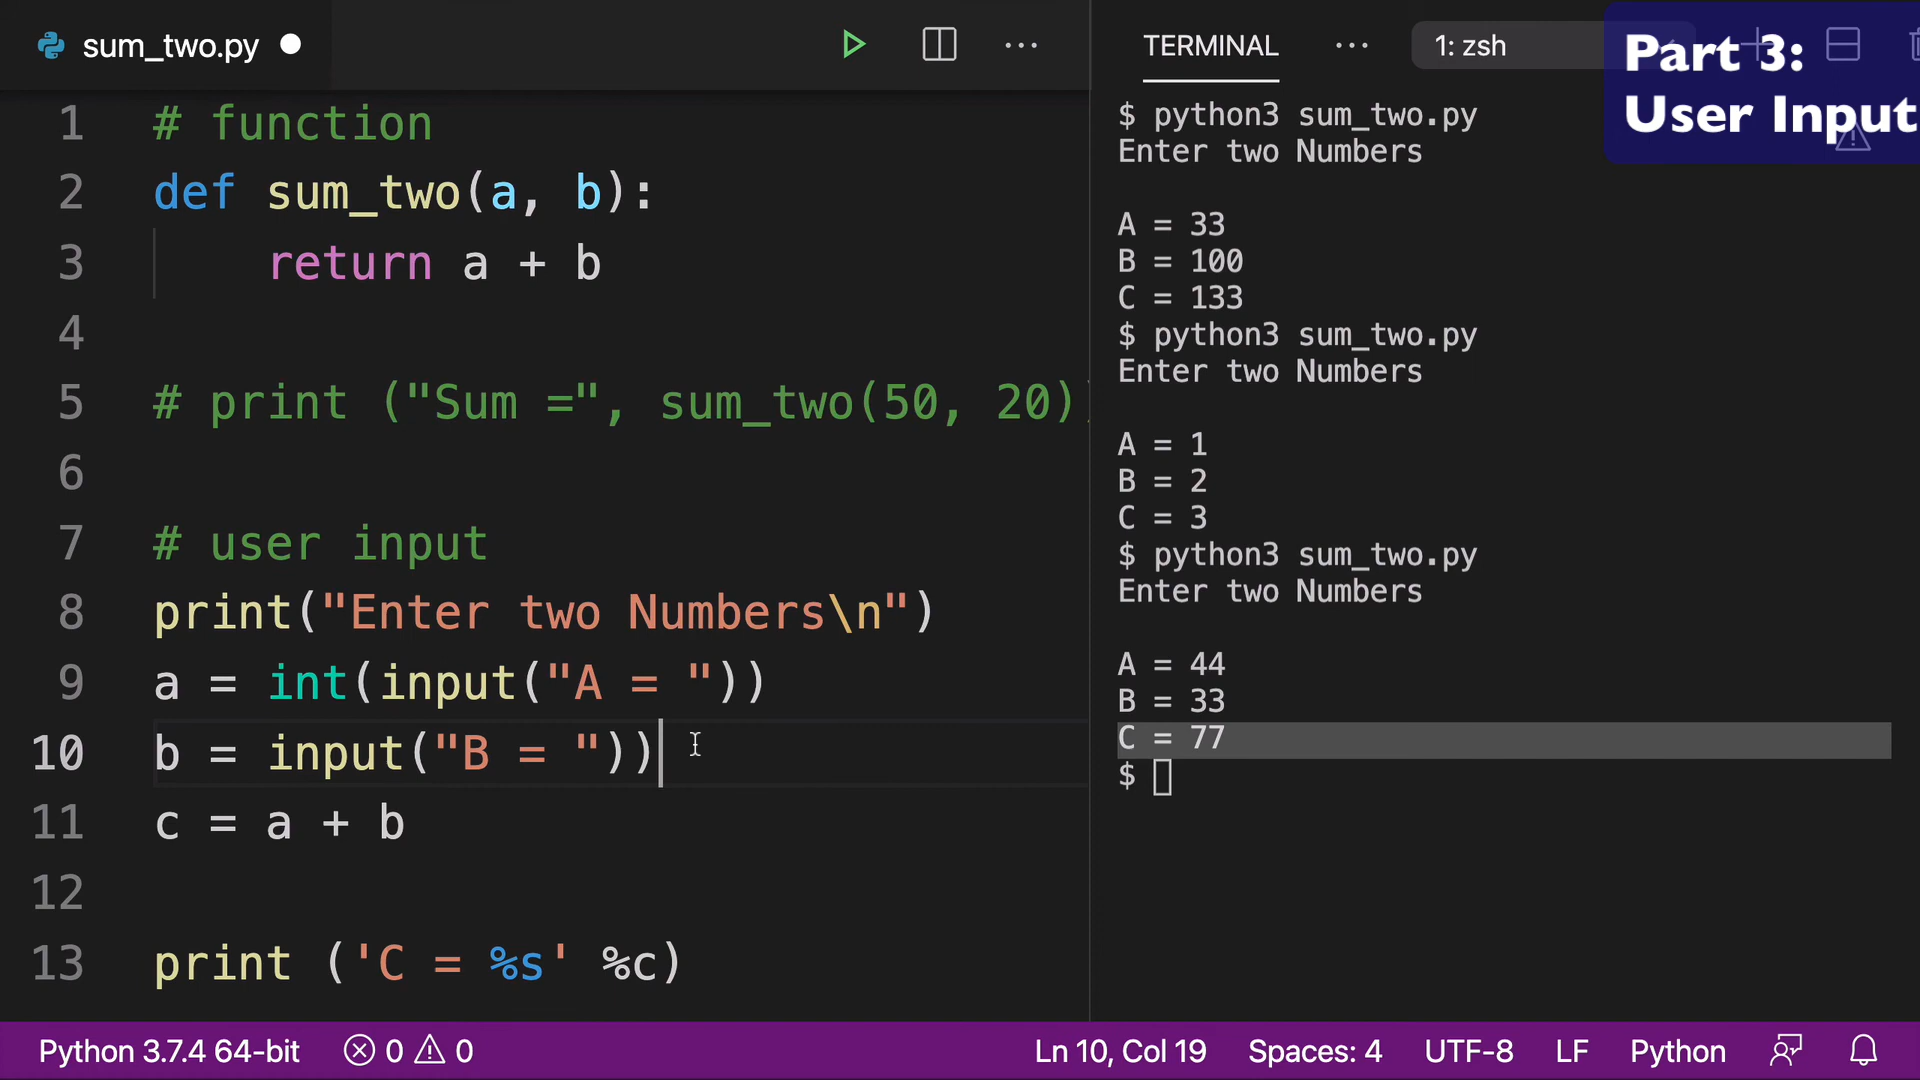 sum_two.py
TERMINAL
1: zsh
Part 3:
User Input
1 # function
2 def sum_two(a, b):
3 return a + b
4
5 # print ("Sum =", sum_two(50, 20))
6
7 # user input
8 print("Enter two Numbers\n")
9 a = int(input("A = "))
10 b = input("B = "))
11 c = a + b
12
13 print ('C = %s' %c)
$ python3 sum_two.py
Enter two Numbers
A = 33
B = 100
C = 133
$ python3 sum_two.py
Enter two Numbers
A = 1
B = 2
C = 3
$ python3 sum_two.py
Enter two Numbers
A = 44
B = 33
C = 77
$
Python 3.7.4 64-bit 0 0 Ln 10, Col 19 Spaces: 4 UTF-8 LF Python